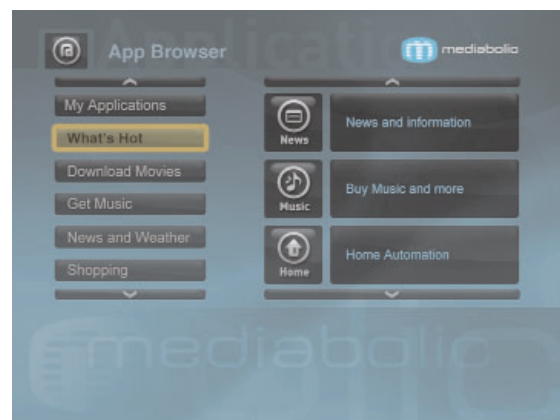 Applicatio
App Browser
mediabolic
My Applications
What's Hot
Download Movies
Get Music
News and Weather
Shopping
News
News and information
Music
Buy Music and more
Home
Home Automation
mediabolic